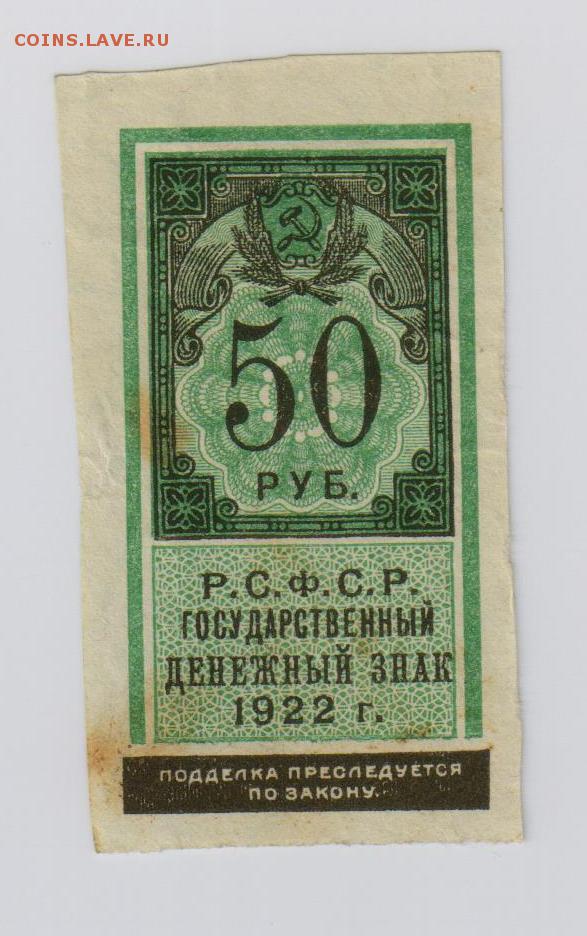 COINS.LAVE.RU
50
РУБ.
Р.С.Ф.С.Р.
ГОСУДАРСТВЕННЫЙ
ДЕНЕЖНЫЙ ЗНАК
1922 г.
ПОДДЕЛКА ПРЕСЛЕДУЕТСЯ
ПО ЗАКОНУ.